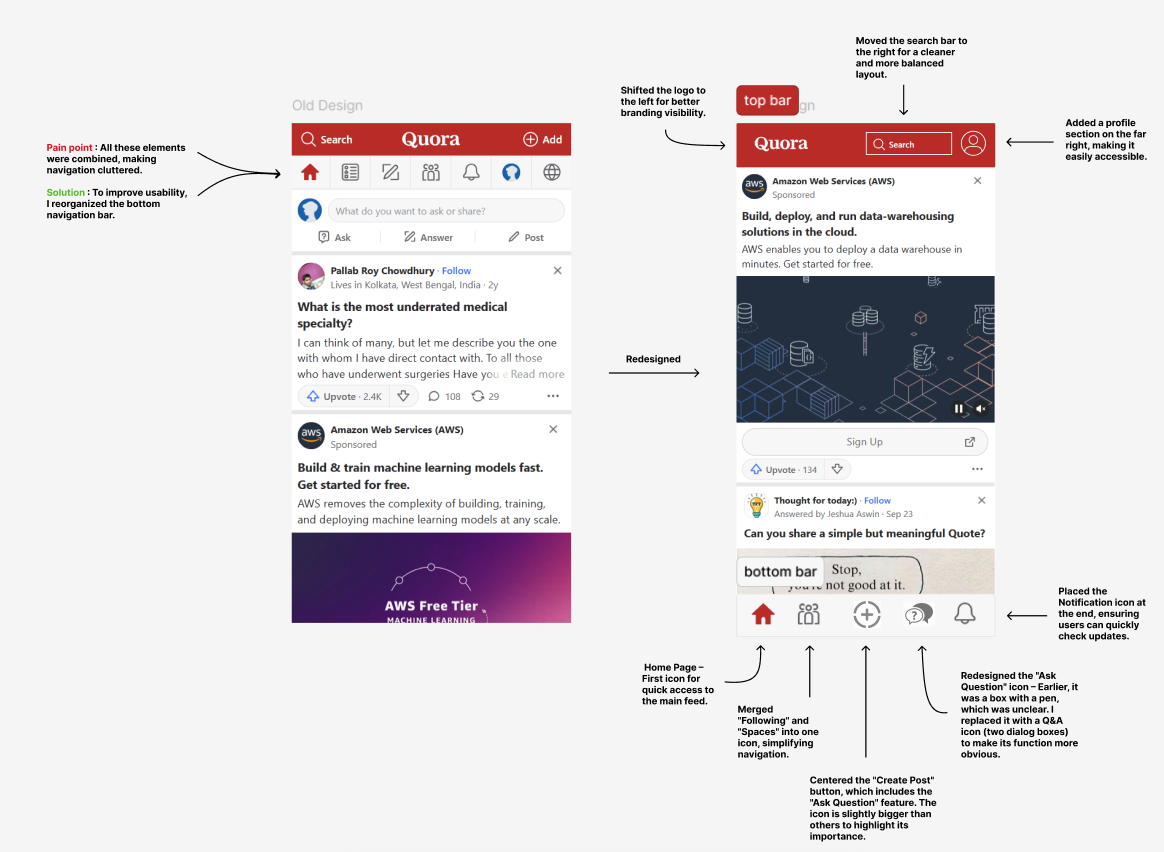 Moved the search bar to
the right for a cleaner
and more balanced
layout.
Shifted the logo to
the left for better
branding visibility.
top bar
gn
Old Design
Added a profile
section on the far
right, making it
easily accessible.
Pain point : All these elements
were combined, making
navigation cluttered.
Solution : To improve usability,
I reorganized the bottom
navigation bar.
Search
Quora
Add
What do you want to ask or share?
Ask
Answer
Post
Pallab Roy Chowdhury · Follow
Lives in Kolkata, West Bengal, India · 2y
What is the most underrated medical
specialty?
I can think of many, but let me describe you the one
with whom I have direct contact with. To all those
who have underwent surgeries Have you e Read more
Upvote · 2.4K
108
29
aws
Amazon Web Services (AWS)
Sponsored
Build & train machine learning models fast.
Get started for free.
AWS removes the complexity of building, training,
and deploying machine learning models at any scale.
AWS Free Tier
MACHINE LEARNING
Redesigned
Quora
Search
aws
Amazon Web Services (AWS)
Sponsored
Build, deploy, and run data-warehousing
solutions in the cloud.
AWS enables you to deploy a data warehouse in
minutes. Get started for free.
Sign Up
Upvote · 134
Thought for today:) · Follow
Answered by Jeshua Aswin · Sep 23
Can you share a simple but meaningful Quote?
bottom bar
Stop,
you're not good at it.
Placed the
Notification icon at
the end, ensuring
users can quickly
check updates.
Home Page –
First icon for
quick access to
the main feed.
Merged
"Following" and
"Spaces" into one
icon, simplifying
navigation.
Centered the "Create Post"
button, which includes the
"Ask Question" feature. The
icon is slightly bigger than
others to highlight its
importance.
Redesigned the "Ask
Question" icon – Earlier, it
was a box with a pen,
which was unclear. I
replaced it with a Q&A
icon (two dialog boxes)
to make its function more
obvious.